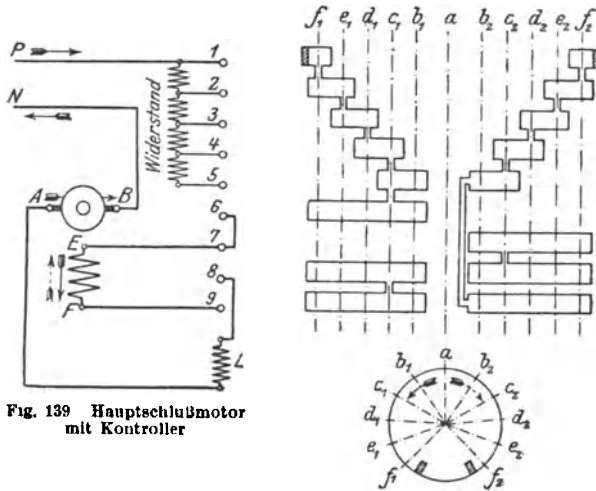 P
N
Widerstand
1
2
3
4
5
6
7
8
9
A
B
E
F
L
Fig. 139 Hauptschlußmotor
mit Kontroller
f₁ e₁ d₁ c₁ b₁ a b₂ c₂ d₂ e₂ f₂
a
b₁ b₂
c₁ c₂
d₁ d₂
e₁ e₂
f₁ f₂